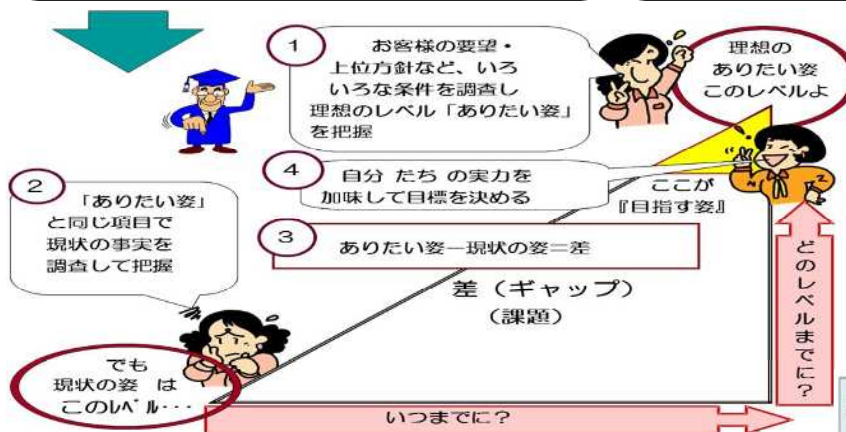 1
お客様の要望・
上位方針など、いろ
いろな条件を調査し
理想のレベル「ありたい姿」
を把握
理想の
ありたい姿
このレベルよ
4
自分 たち の実力を
加味して目標を決める
ここが
『目指す姿』
2
「ありたい姿」
と同じ項目で
現状の事実を
調査して把握
3
ありたい姿ー現状の姿＝差
差（ギャップ）
（課題）
どのレベルまでに？
でも
現状の姿 は
このﾚﾍﾞﾙ・・・
いつまでに？